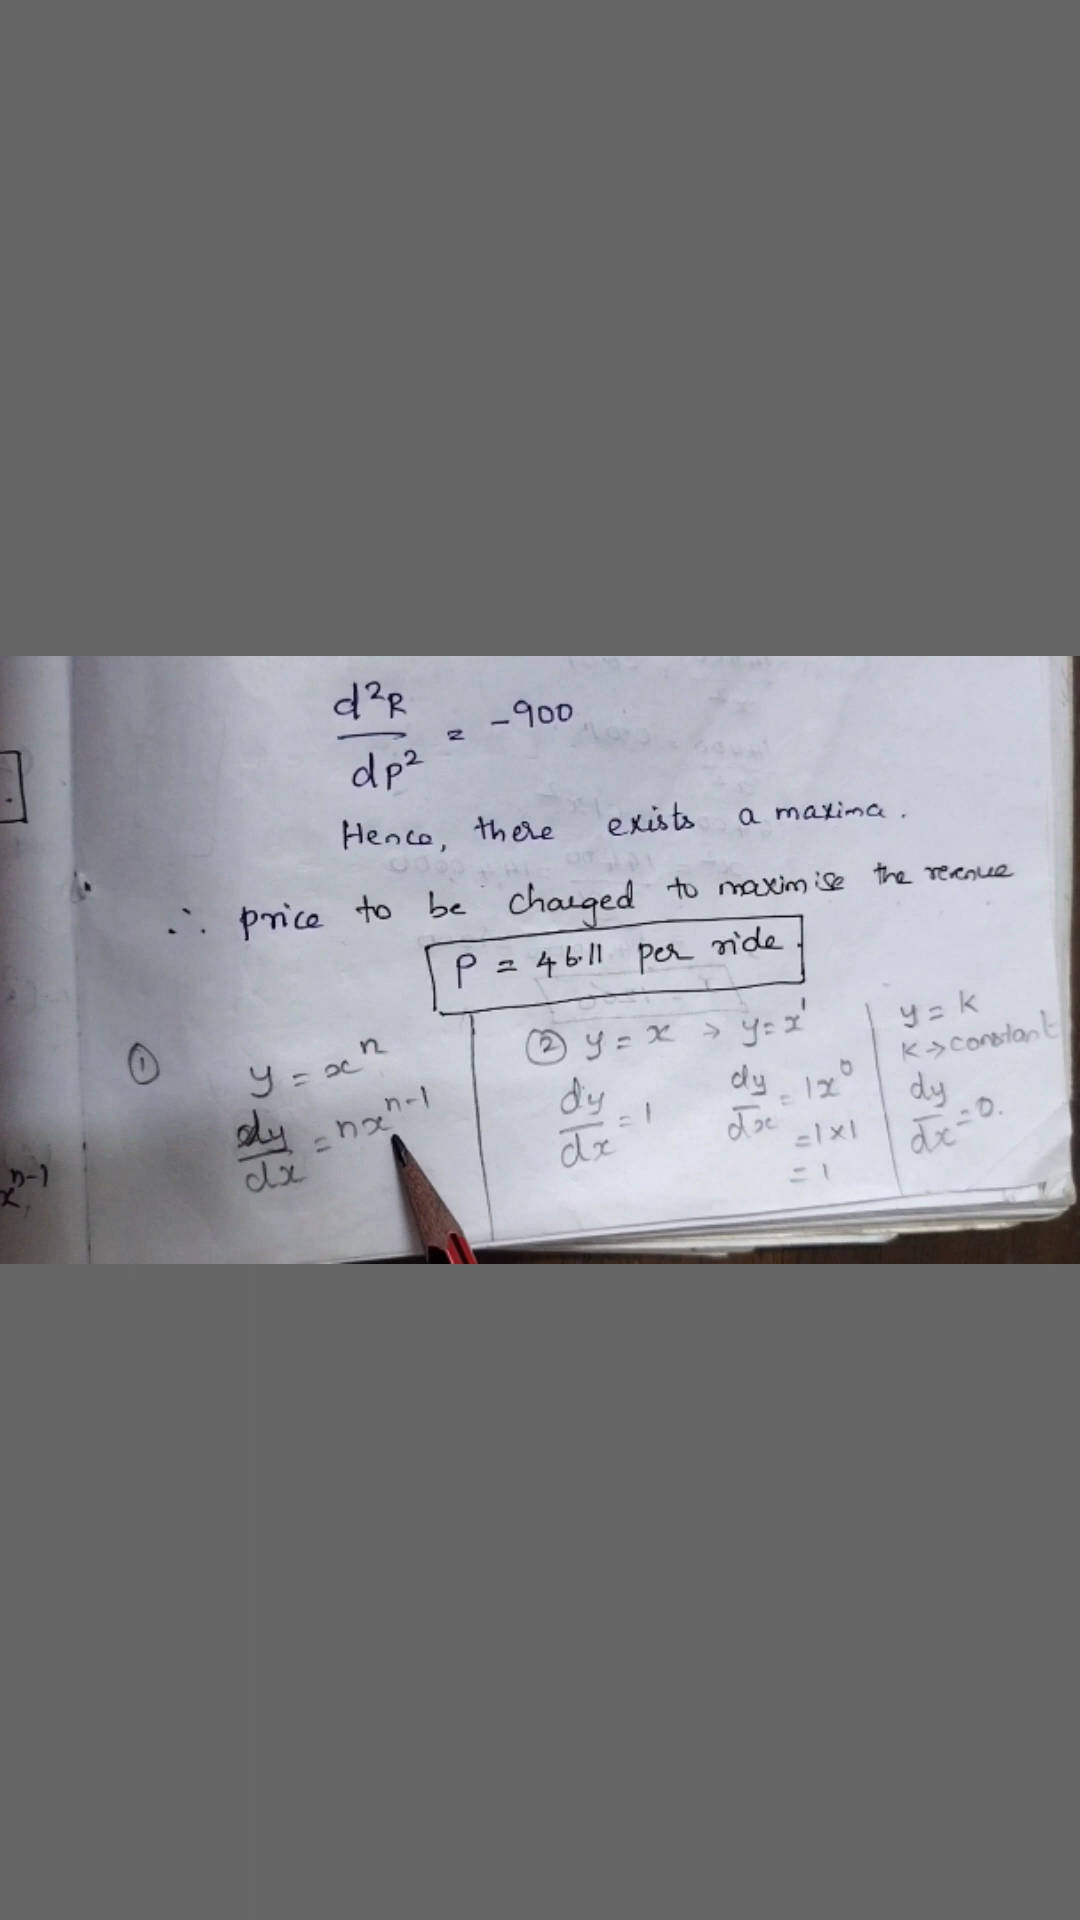 d²R/dp² = -900
Hence, there exists a maxima.
∴ price to be charged to maximise the revenue
P = 46.11 per ride.
① y = xⁿ
dy/dx = nxⁿ⁻¹
② y = x → y = x¹
dy/dx = 1
dy/dx = 1x⁰
= 1×1
= 1
y = k
k → constant
dy/dx = 0.
xⁿ⁻¹